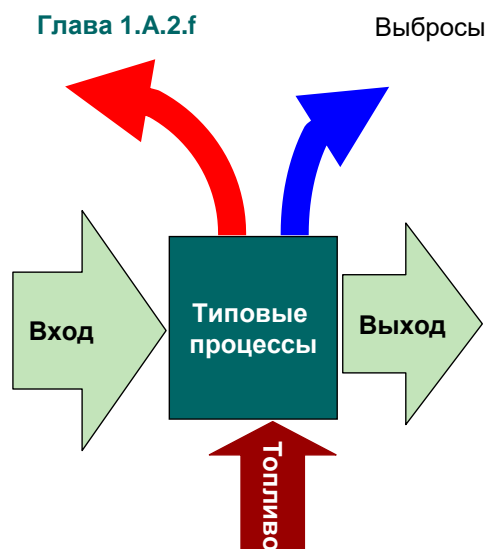 Глава 1.A.2.f
Выбросы
Вход
Типовые
процессы
Выход
Топливо